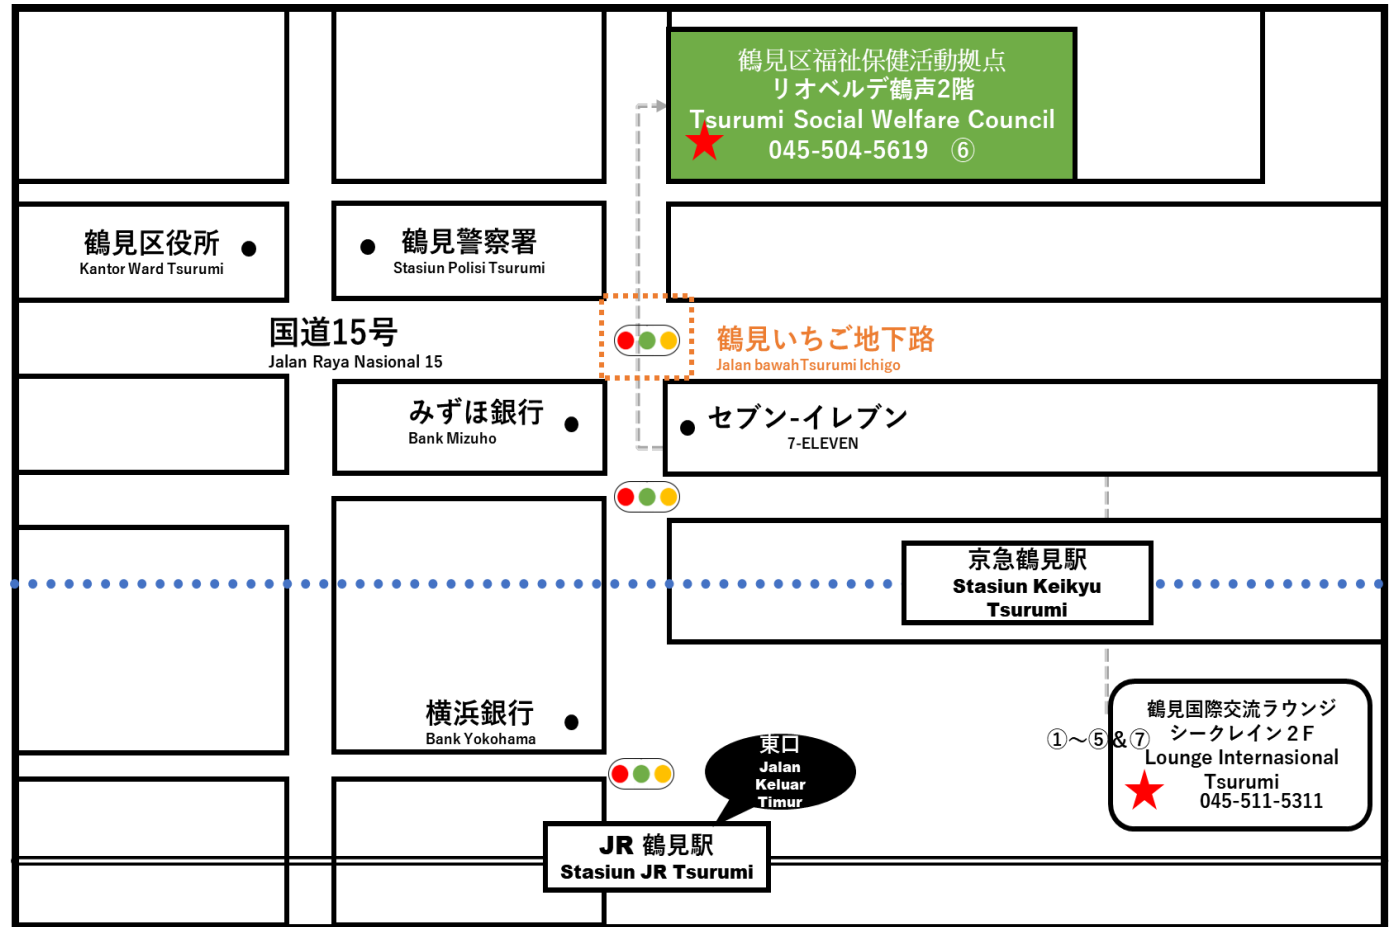 鶴見区福祉保健活動拠点
リオベルデ鶴声2階
Tsurumi Social Welfare Council
045-504-5619 ⑥
鶴見区役所
Kantor Ward Tsurumi
鶴見警察署
Stasiun Polisi Tsurumi
国道15号
Jalan Raya Nasional 15
鶴見いちご地下路
Jalan bawahTsurumi Ichigo
みずほ銀行
Bank Mizuho
セブン-イレブン
7-ELEVEN
京急鶴見駅
Stasiun Keikyu
Tsurumi
横浜銀行
Bank Yokohama
東口
Jalan
Keluar
Timur
①～⑤&⑦
鶴見国際交流ラウンジ
シークレイン２F
Lounge Internasional
Tsurumi
045-511-5311
JR 鶴見駅
Stasiun JR Tsurumi